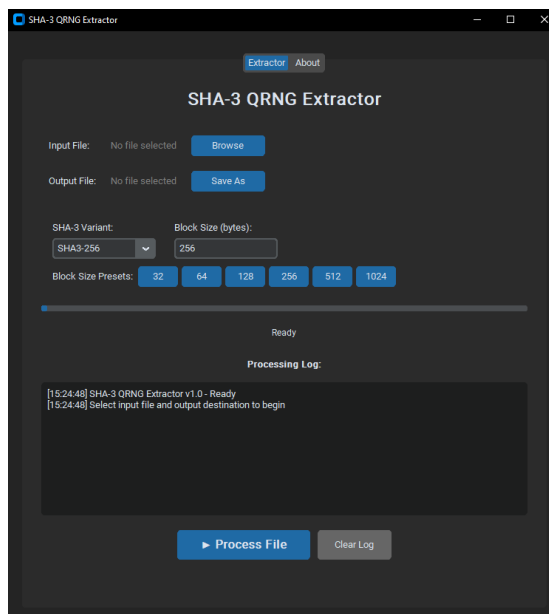 SHA-3 QRNG Extractor
Extractor About
SHA-3 QRNG Extractor
Input File: No file selected Browse
Output File: No file selected Save As
SHA-3 Variant: Block Size (bytes):
SHA3-256 256
Block Size Presets: 32 64 128 256 512 1024
Ready
Processing Log:
[15:24:48] SHA-3 QRNG Extractor v1.0 - Ready
[15:24:48] Select input file and output destination to begin
► Process File Clear Log